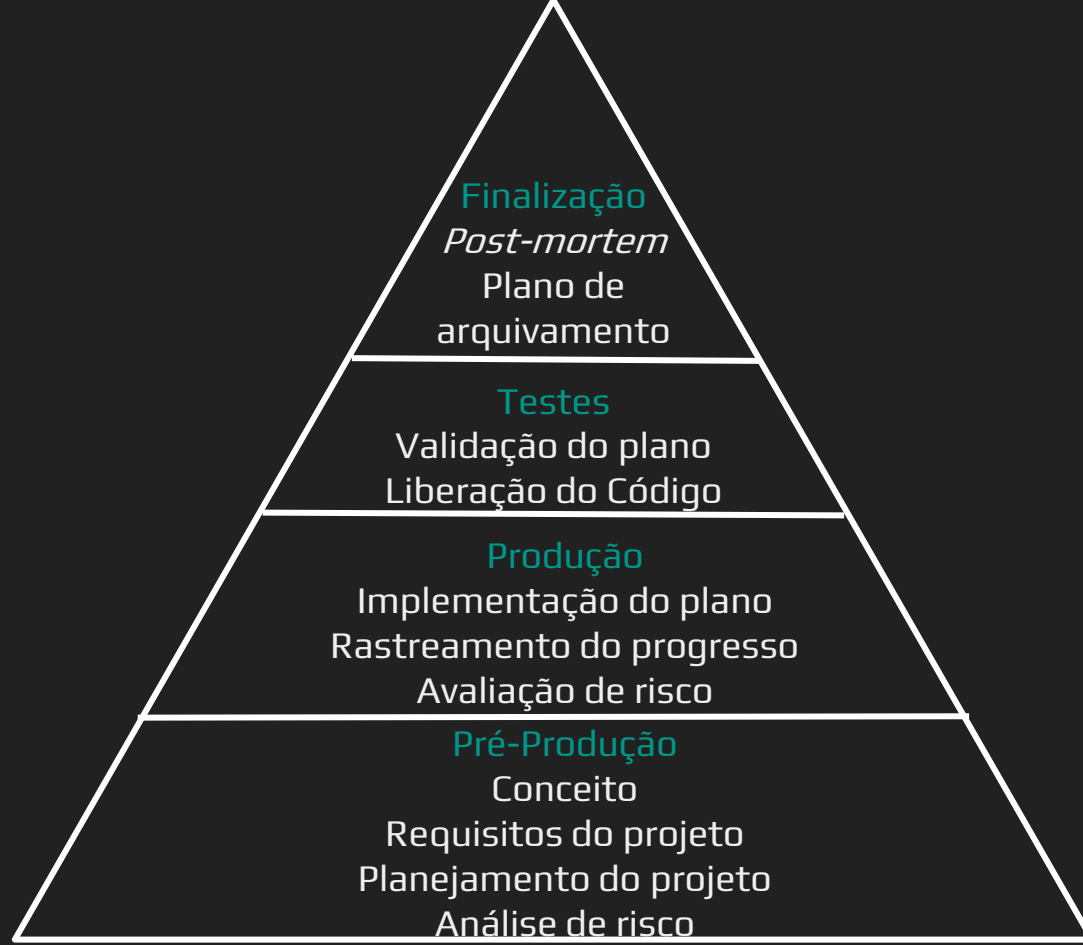 Finalização
Post-mortem
Plano de
arquivamento
Testes
Validação do plano
Liberação do Código
Produção
Implementação do plano
Rastreamento do progresso
Avaliação de risco
Pré-Produção
Conceito
Requisitos do projeto
Planejamento do projeto
Análise de risco